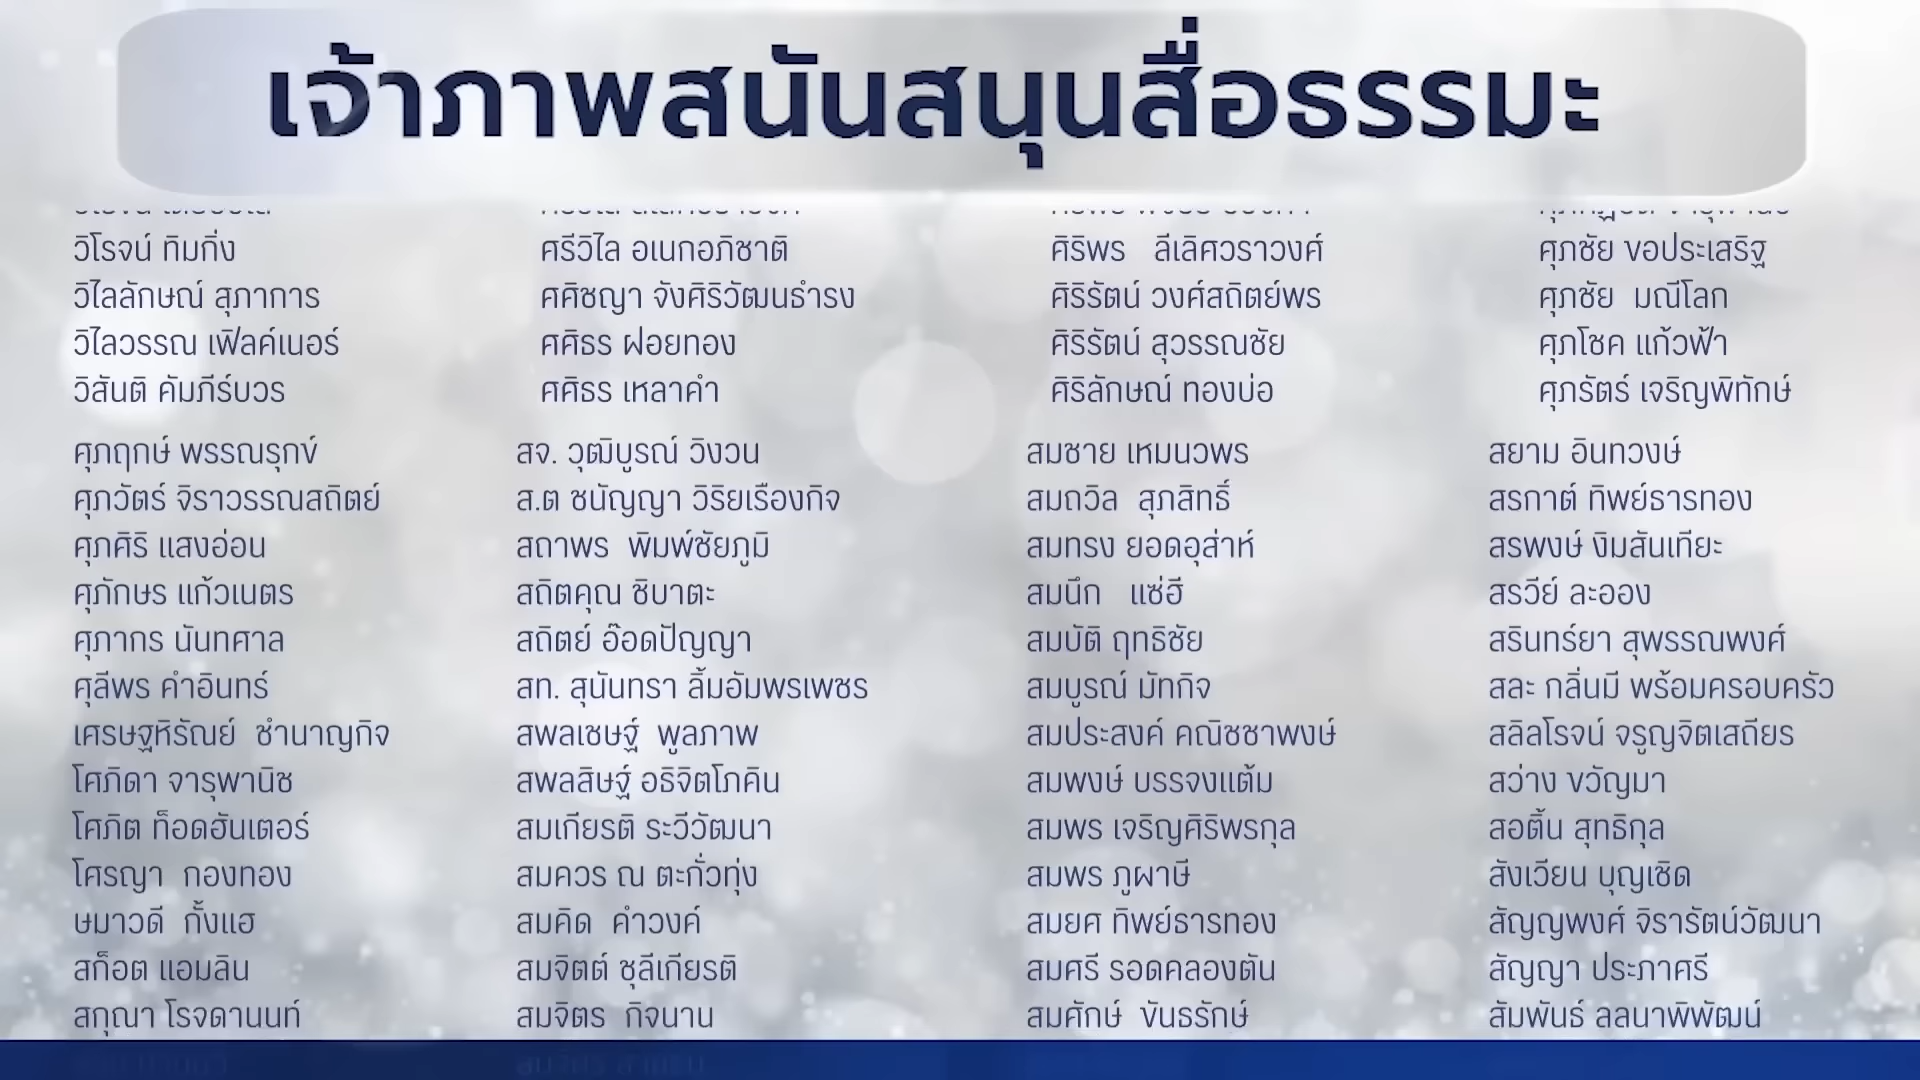 เจ้าภาพสนันสนุนสื่อธรรมะ
วิโรจน์ ทิมกิ่ง
วิไลลักษณ์ สุภาการ
วิไลวรรณ เฟิลค์เนอร์
วิสันติ คัมภีร์บวร
ศรีวิไล อเนกอภิชาติ
ศศิชญา จังศิริวัฒนธำรง
ศศิธร ฝอยทอง
ศศิธร เหลาคำ
ศิริพร ลีเลิศวราวงศ์
ศิริรัตน์ วงศ์สถิตย์พร
ศิริรัตน์ สุวรรณชัย
ศิริลักษณ์ ทองบ่อ
ศุภชัย ขอประเสริฐ
ศุภชัย มณีโลก
ศุภโชค แก้วฟ้า
ศุภรัตร์ เจริญพิทักษ์
ศุภฤกษ์ พรรณรุกข์
ศุภวัตร์ จิราวรรณสถิตย์
ศุภศิริ แสงอ่อน
ศุภักษร แก้วเนตร
ศุภากร นันทศาล
ศุลีพร คำอินทร์
เศรษฐหิรัณย์ ชำนาญกิจ
โศภิดา จารุพานิช
โศภิต ท็อดฮันเตอร์
โศรญา กองทอง
ษมาวดี กั้งแฮ
สก็อต แอมลิน
สกุณา โรจดานนท์
สจ. วุฒิบูรณ์ วิงวน
ส.ต ชนัญญา วิริยเรืองกิจ
สถาพร พิมพ์ชัยภูมิ
สถิตคุณ ชิบาตะ
สถิตย์ อ๊อดปัญญา
สท. สุนันทรา ลิ้มอัมพรเพชร
สพลเชษฐ์ พูลภาพ
สพลสิษฐ์ อธิจิตโภคิน
สมเกียรติ ระวีวัฒนา
สมควร ณ ตะกั่วทุ่ง
สมคิด คำวงค์
สมจิตต์ ชุลีเกียรติ
สมจิตร กิจนาน
สมชาย เหมนวพร
สมถวิล สุภสิทธิ์
สมทรง ยอดอุส่าห์
สมนึก แซ่ฮี
สมบัติ ฤทธิชัย
สมบูรณ์ มัทกิจ
สมประสงค์ คณิชชาพงษ์
สมพงษ์ บรรจงแต้ม
สมพร เจริญศิริพรกุล
สมพร ภูผาษี
สมยศ ทิพย์ธารทอง
สมศรี รอดคลองตัน
สมศักษ์ ขันธรักษ์
สยาม อินทวงษ์
สรกาต์ ทิพย์ธารทอง
สรพงษ์ งิมสันเทียะ
สรวีย์ ละออง
สรินทร์ยา สุพรรณพงศ์
สละ กลิ่นมี พร้อมครอบครัว
สลิลโรจน์ จรูญจิตเสถียร
สว่าง ขวัญมา
สอติ้น สุทธิกุล
สังเวียน บุญเชิด
สัญญพงศ์ จิรารัตน์วัฒนา
สัญญา ประภาศรี
สัมพันธ์ ลลนาพิพัฒน์